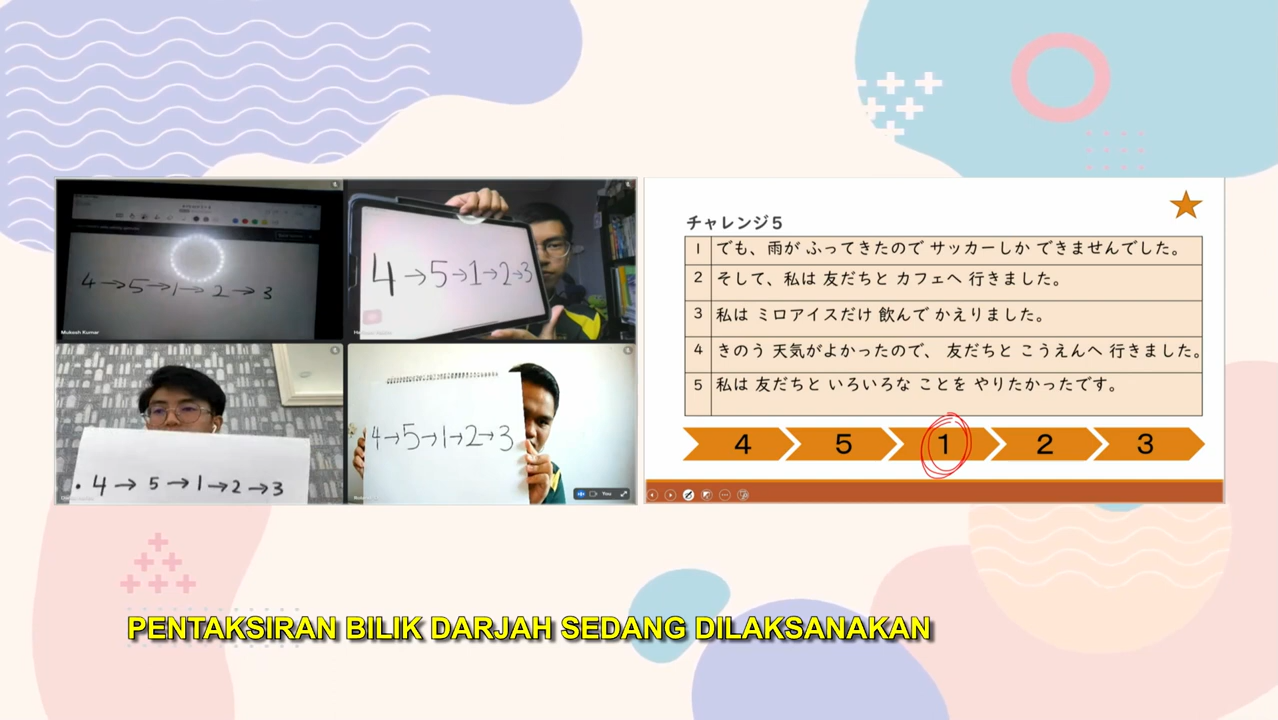 4→5→1→2→3
Mukesh Kumar
4→5→1→2→3
• 4→5→1→2→3
4→5→1→2→3
You
チャレンジ5
1 でも、雨が ふってきたので サッカーしか できませんでした。
2 そして、私は 友だちと カフェへ 行きました。
3 私は ミロアイスだけ 飲んで かえりました。
4 きのう 天気がよかったので、 友だちと こうえんへ 行きました。
5 私は 友だちと いろいろな ことを やりたかったです。
4 5 1 2 3
PENTAKSIRAN BILIK DARJAH SEDANG DILAKSANAKAN